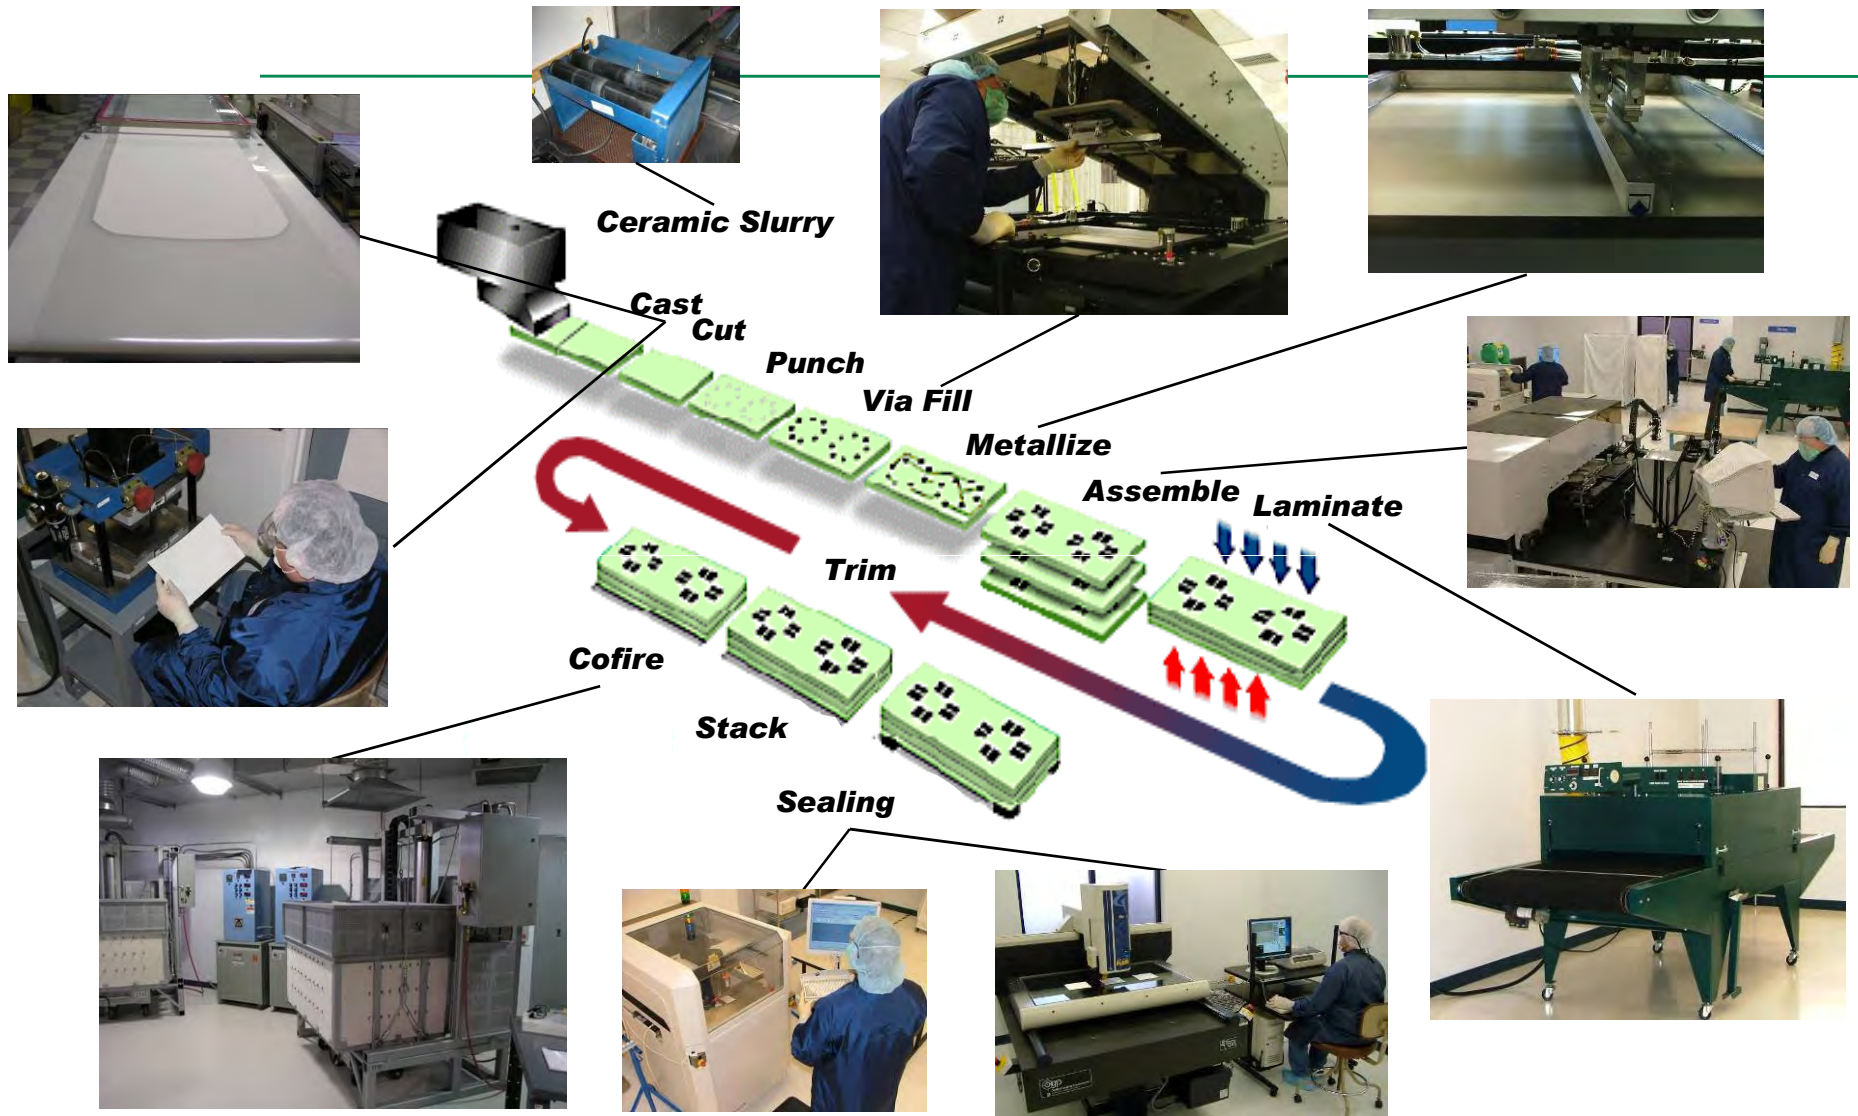 Ceramic Slurry
Cast
Cut
Punch
Via Fill
Metallize
Assemble
Laminate
Trim
Cofire
Stack
Sealing